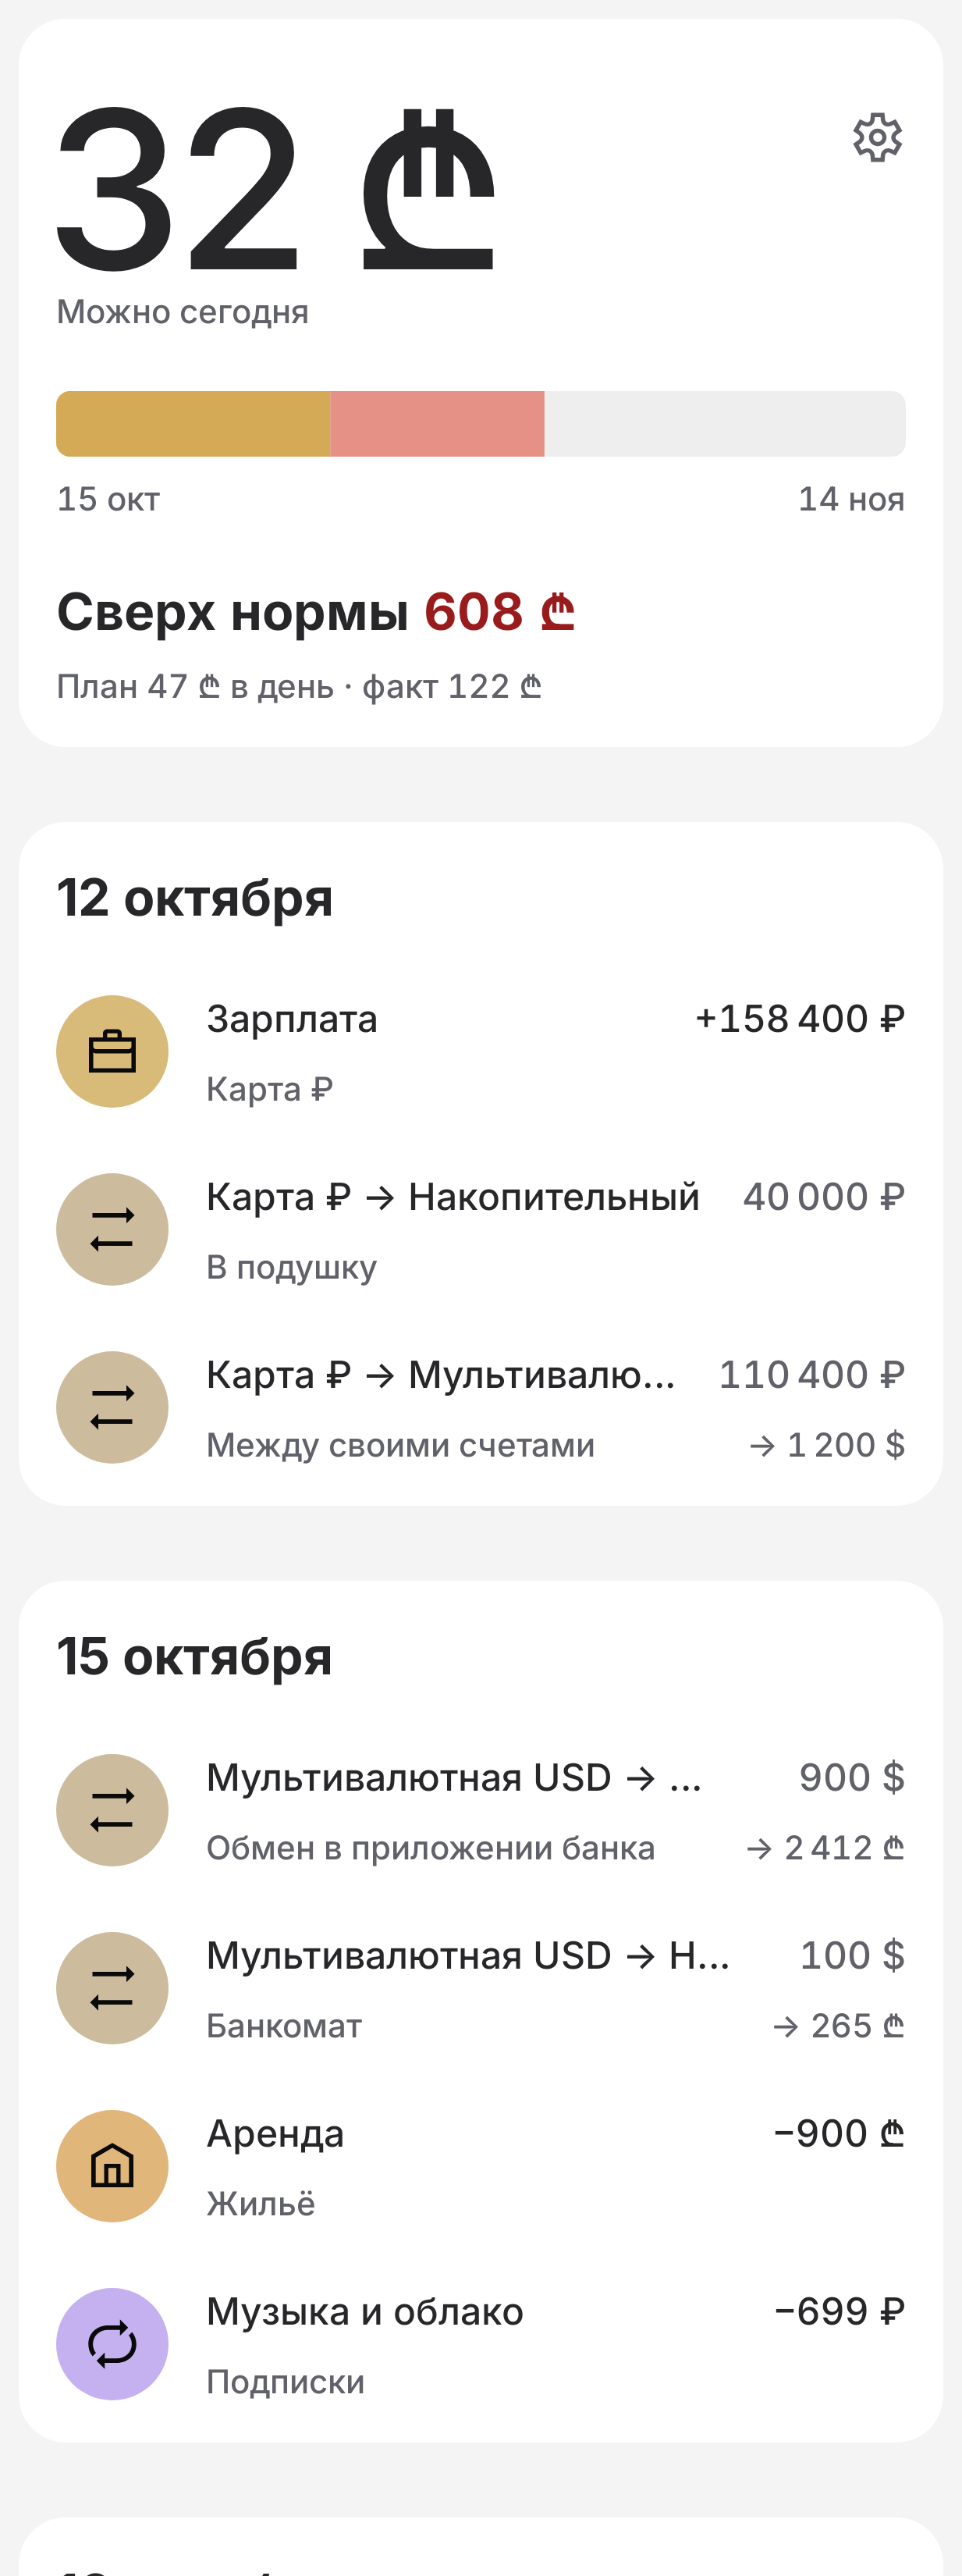 32 ₾
Можно сегодня
15 окт 14 ноя
Сверх нормы 608 ₾
План 47 ₾ в день · факт 122 ₾
12 октября
Зарплата +158 400 ₽
Карта ₽
Карта ₽ → Накопительный 40 000 ₽
В подушку
Карта ₽ → Мультивалю... 110 400 ₽
Между своими счетами → 1 200 $
15 октября
Мультивалютная USD → ... 900 $
Обмен в приложении банка → 2 412 ₾
Мультивалютная USD → Н... 100 $
Банкомат → 265 ₾
Аренда −900 ₾
Жильё
Музыка и облако −699 ₽
Подписки